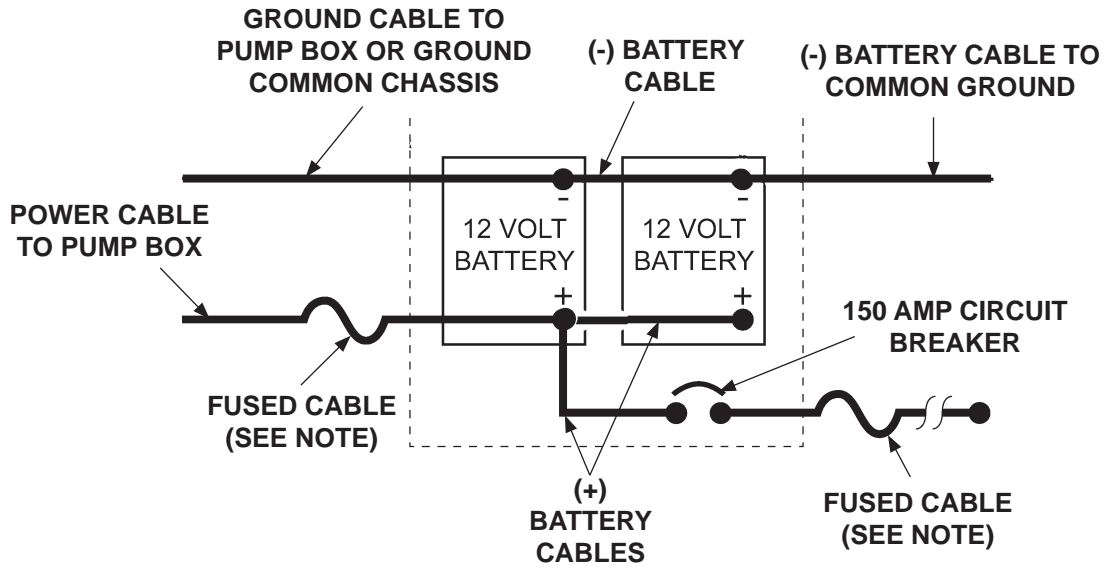 GROUND CABLE TO
PUMP BOX OR GROUND
COMMON CHASSIS
(-) BATTERY
CABLE
(-) BATTERY CABLE TO
COMMON GROUND
POWER CABLE
TO PUMP BOX
-
12 VOLT
BATTERY
+
-
12 VOLT
BATTERY
+
150 AMP CIRCUIT
BREAKER
FUSED CABLE
(SEE NOTE)
(+)
BATTERY
CABLES
FUSED CABLE
(SEE NOTE)